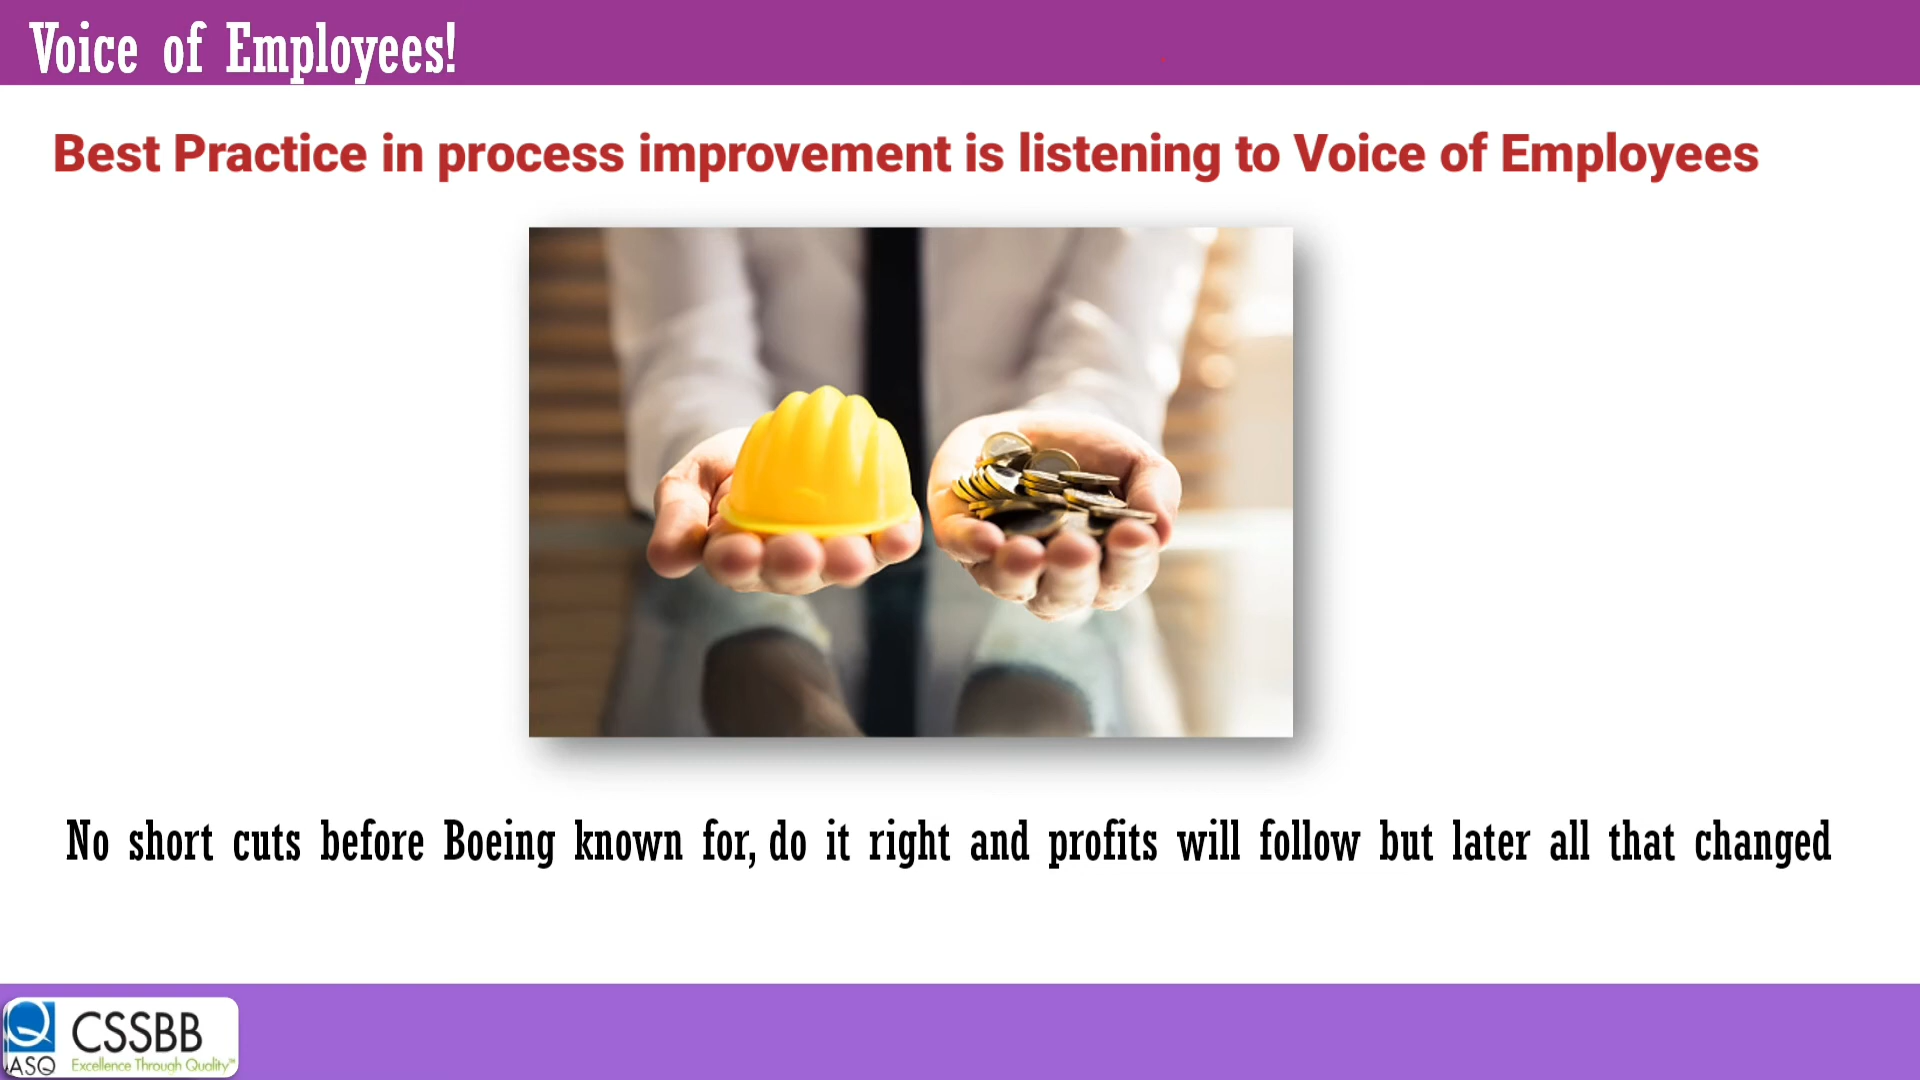 Voice of Employees!
Best Practice in process improvement is listening to Voice of Employees
No short cuts before Boeing known for, do it right and profits will follow but later all that changed
CSSBB
ASQ
Excellence Through Quality™